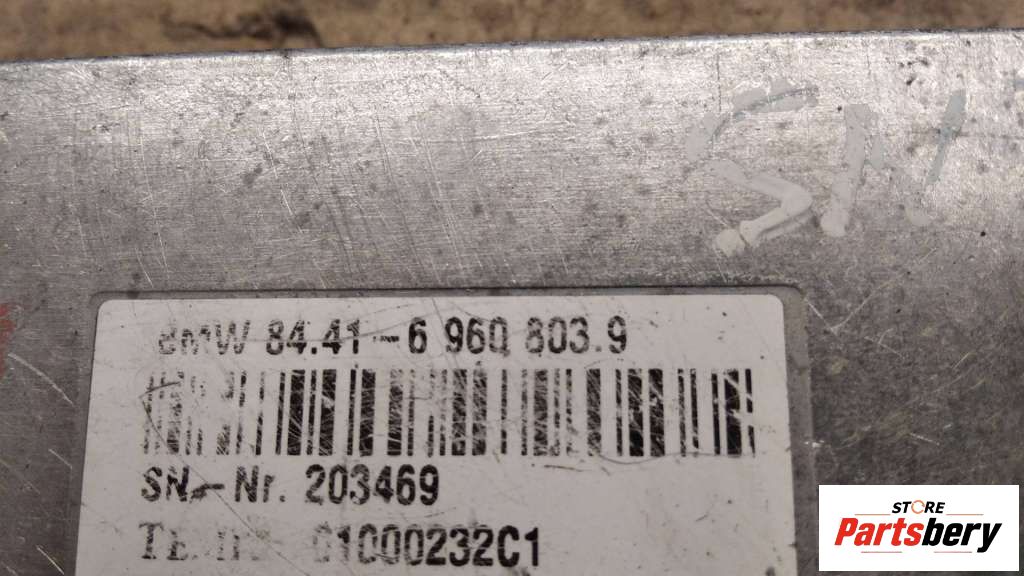 BMW 84.41-6 960 803.9
SN-Nr. 203469
01000232C1
STORE
Partsbery